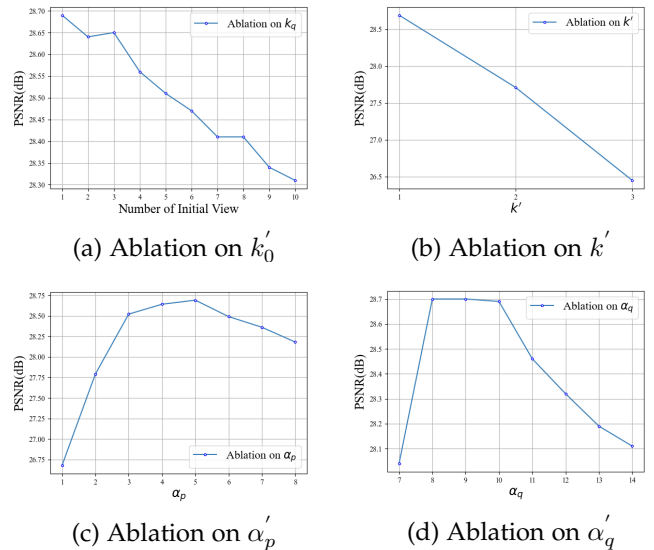 28.70
28.65
28.60
28.55
28.50
28.45
28.40
28.35
28.30
PSNR(dB)
Ablation on k_q
1 2 3 4 5 6 7 8 9 10
Number of Initial View
(a) Ablation on k_0'
28.5
28.0
27.5
27.0
26.5
PSNR(dB)
Ablation on k'
1 2 3
k'
(b) Ablation on k'
28.75
28.50
28.25
28.00
27.75
27.50
27.25
27.00
26.75
PSNR(dB)
Ablation on α_p
1 2 3 4 5 6 7 8
α_p
(c) Ablation on α_p'
28.7
28.6
28.5
28.4
28.3
28.2
28.1
PSNR(dB)
Ablation on α_q
7 8 9 10 11 12 13 14
α_q
(d) Ablation on α_q'